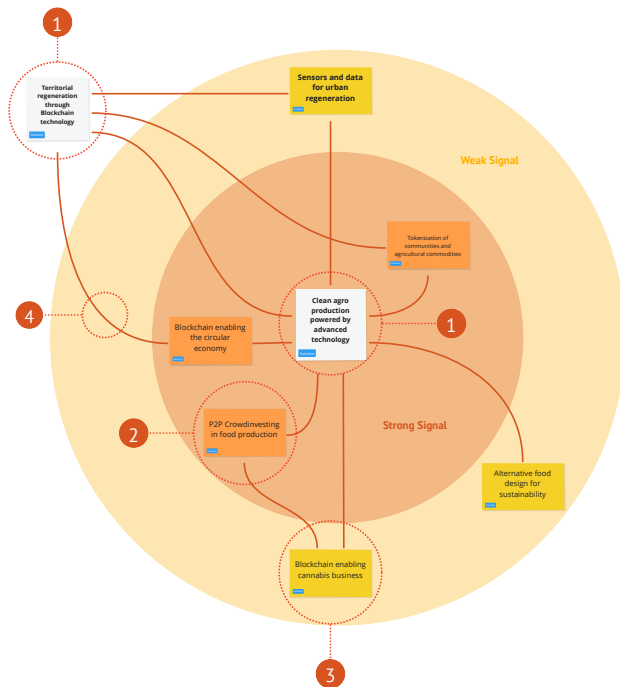 1
Territorial
regeneration
through
Blockchain
technology
Sensors and data
for urban
regeneration
Weak Signal
Tokenization of
communities and
agricultural commodities
Clean agro
production
powered by
advanced
technology
1
4
Blockchain enabling
the circular
economy
2
P2P Crowdinvesting
in food production
Strong Signal
Alternative food
design for
sustainability
Blockchain enabling
cannabis business
3